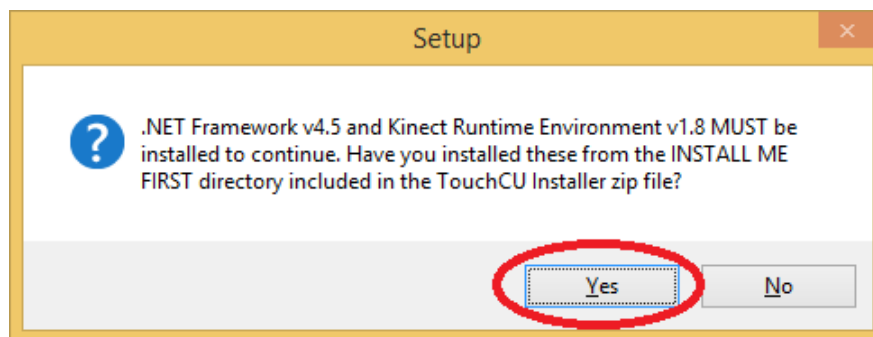 Setup
.NET Framework v4.5 and Kinect Runtime Environment v1.8 MUST be
installed to continue. Have you installed these from the INSTALL ME
FIRST directory included in the TouchCU Installer zip file?
Yes No